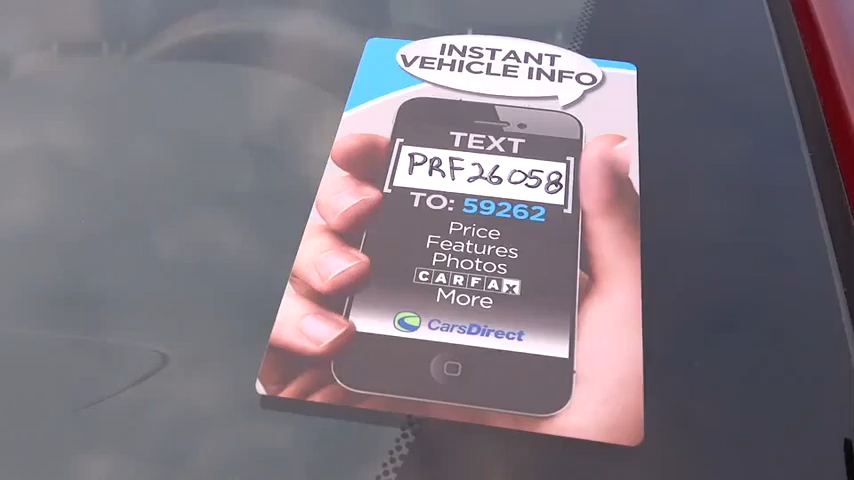 INSTANT
VEHICLE INFO
TEXT
[PRF26058]
TO: 59262
Price
Features
Photos
CARFAX
More
CarsDirect